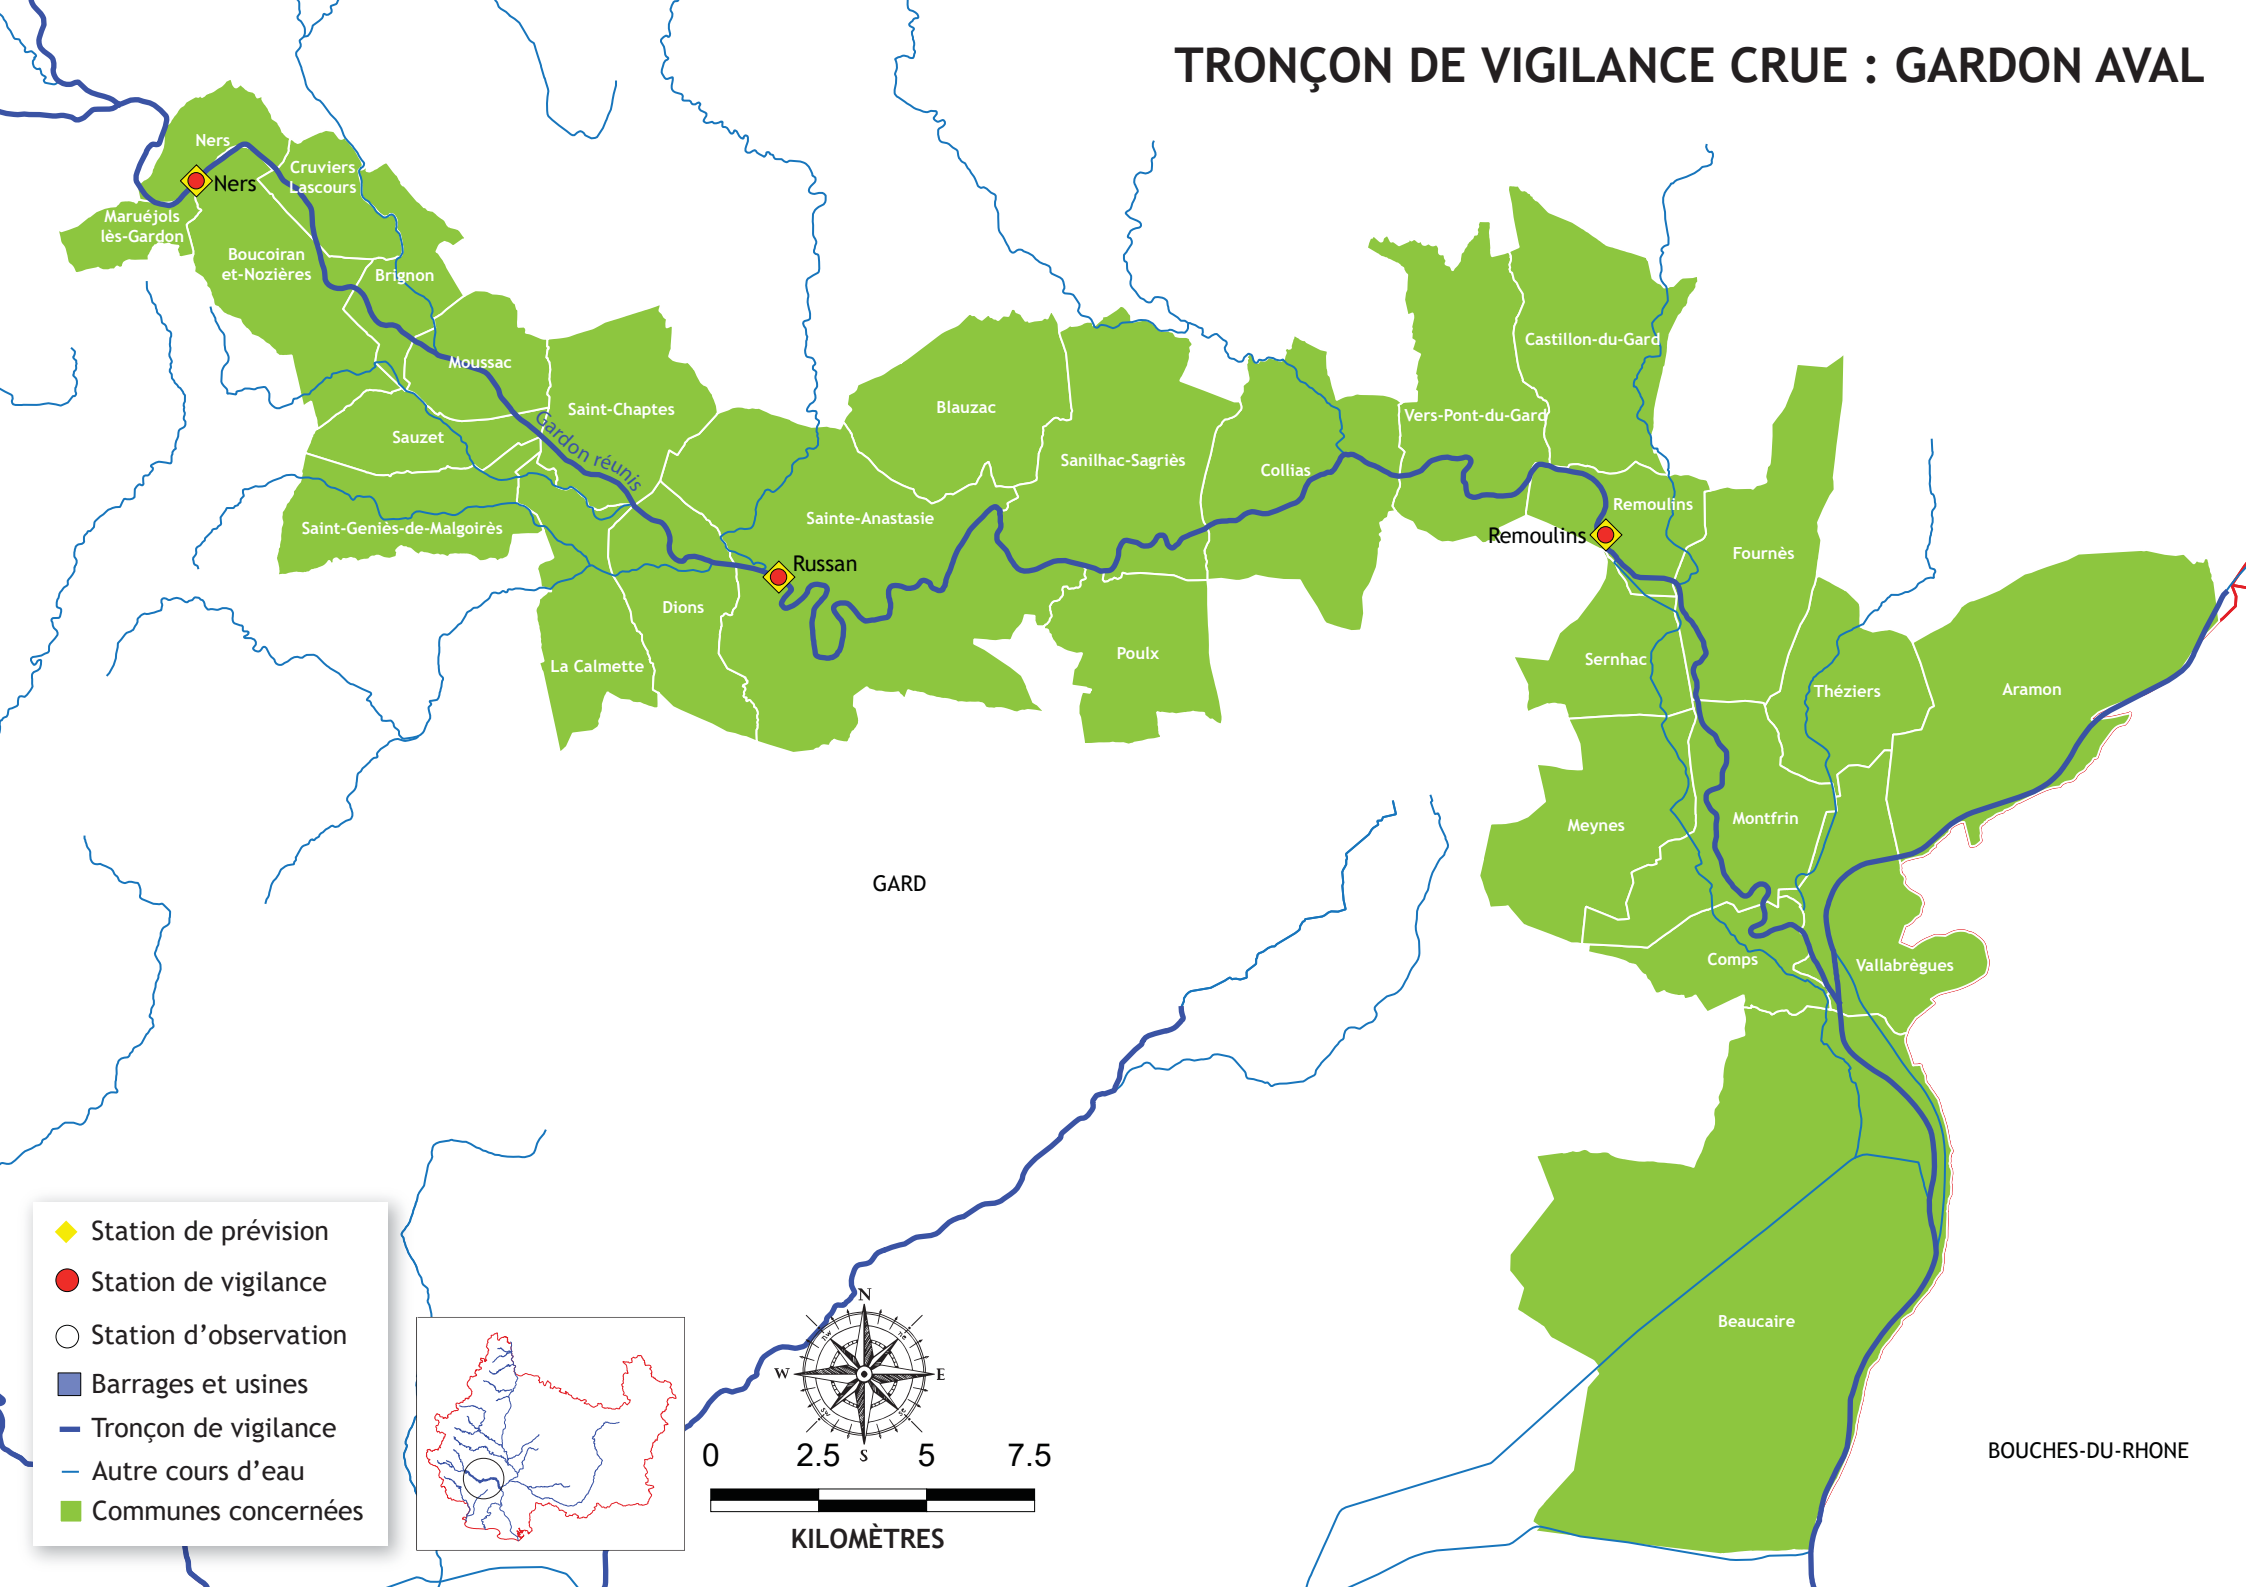 TRONÇON DE VIGILANCE CRUE : GARDON AVAL
Ners
Ners
Cruviers
Lascours
Maruéjols
lès-Gardon
Boucoiran
et-Nozières
Brignon
Moussac
Saint-Chaptes
Sauzet
Gardon réunis
Saint-Geniès-de-Malgoirès
La Calmette
Dions
Russan
Sainte-Anastasie
Blauzac
Sanilhac-Sagriès
Poulx
Collias
Vers-Pont-du-Gard
Castillon-du-Gard
Remoulins
Remoulins
Fournès
Sernhac
Théziers
Aramon
Meynes
Montfrin
Comps
Vallabrègues
Beaucaire
GARD
BOUCHES-DU-RHONE
Station de prévision
Station de vigilance
Station d’observation
Barrages et usines
Tronçon de vigilance
Autre cours d’eau
Communes concernées
N
nw
ne
W
E
sw
se
S
0 2.5 5 7.5
KILOMÈTRES